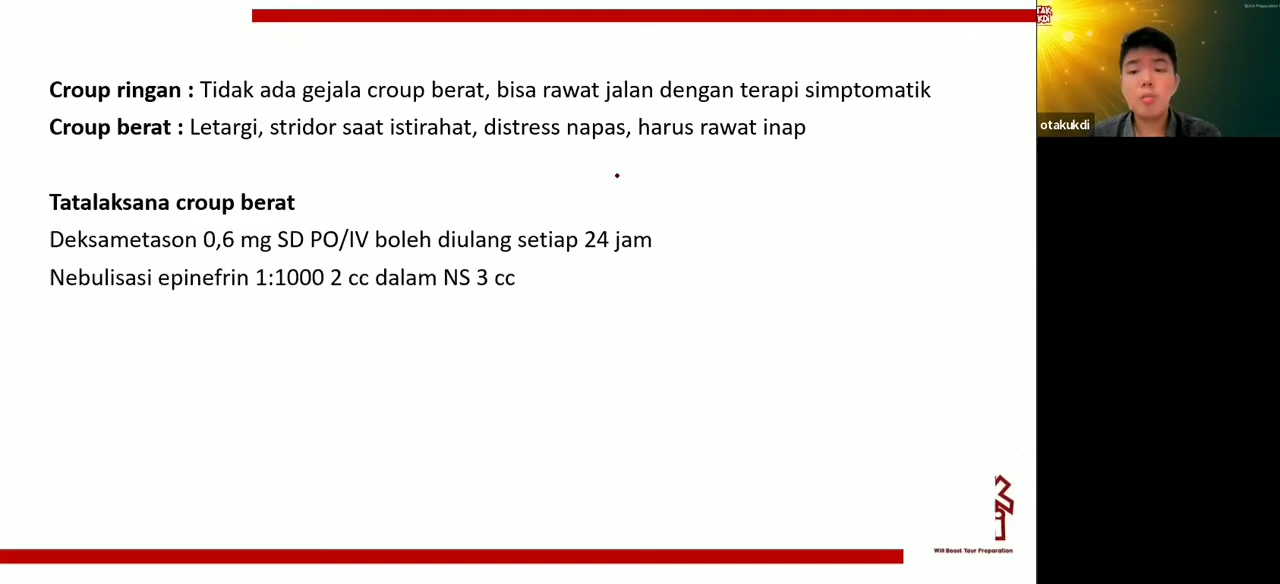 Croup ringan : Tidak ada gejala croup berat, bisa rawat jalan dengan terapi simptomatik
Croup berat : Letargi, stridor saat istirahat, distress napas, harus rawat inap
Tatalaksana croup berat
Deksametason 0,6 mg SD PO/IV boleh diulang setiap 24 jam
Nebulisasi epinefrin 1:1000 2 cc dalam NS 3 cc
otakukdi
Will Boost Your Preparation